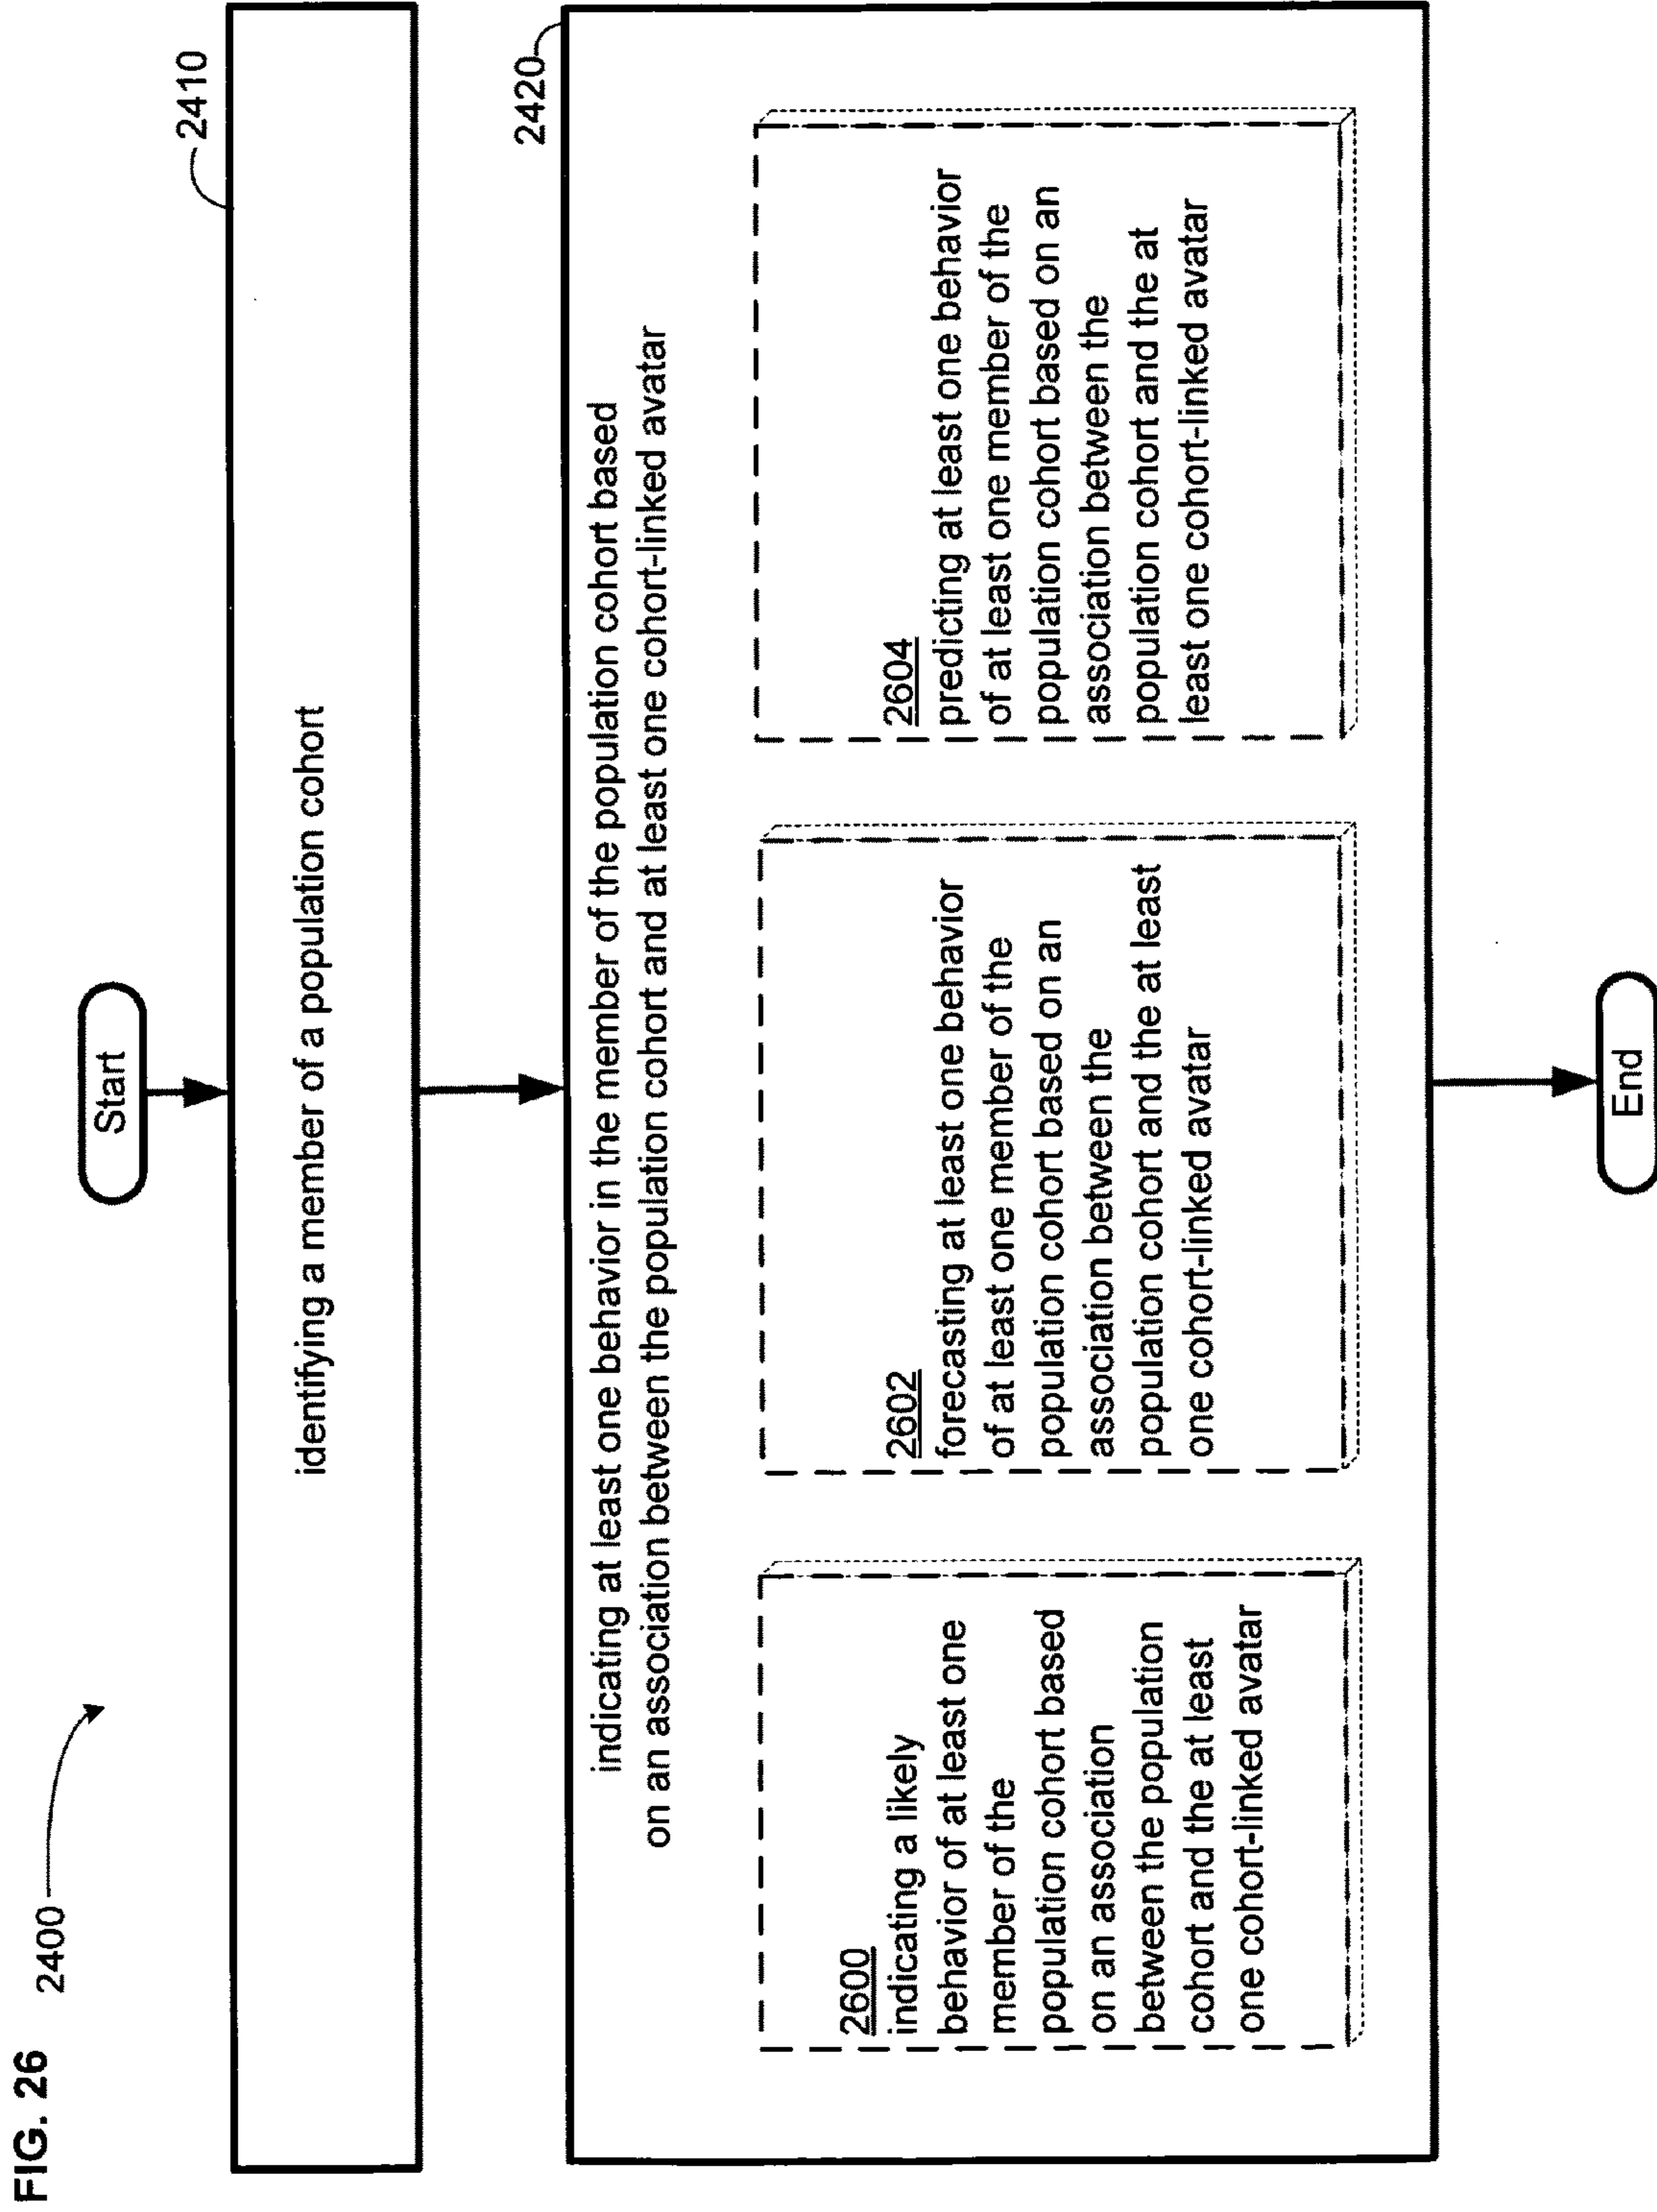 FIG. 26
2400
Start
2410
identifying a member of a population cohort
2420
indicating at least one behavior in the member of the population cohort based
on an association between the population cohort and at least one cohort-linked avatar
2600
indicating a likely
behavior of at least one
member of the
population cohort based
on an association
between the population
cohort and the at least
one cohort-linked avatar
2602
forecasting at least one behavior
of at least one member of the
population cohort based on an
association between the
population cohort and the at least
one cohort-linked avatar
2604
predicting at least one behavior
of at least one member of the
population cohort based on an
association between the
population cohort and the at
least one cohort-linked avatar
End